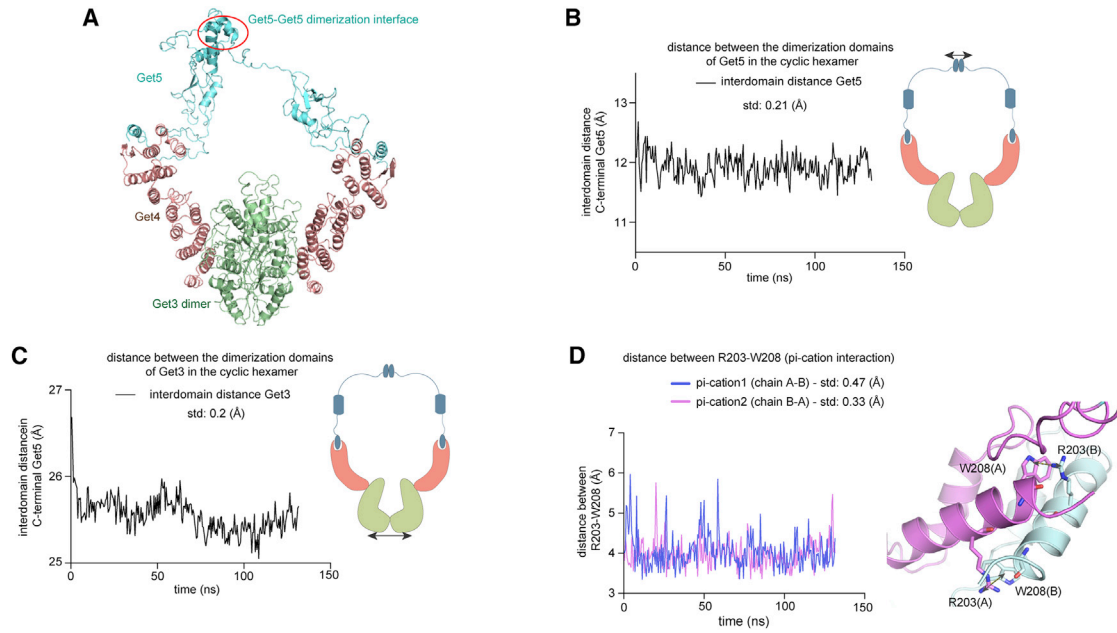 A
Get5-Get5 dimerization interface
Get5
Get4
Get3 dimer
B
distance between the dimerization domains
of Get5 in the cyclic hexamer
interdomain distance Get5
std: 0.21 (Å)
interdomain distance
C-terminal Get5 (Å)
13
12
11
0
50
100
150
time (ns)
C
distance between the dimerization domains
of Get3 in the cyclic hexamer
interdomain distance Get3
std: 0.2 (Å)
interdomain distancein
C-terminal Get5 (Å)
27
26
25
0
50
100
150
time (ns)
D
distance between R203-W208 (pi-cation interaction)
pi-cation1 (chain A-B) - std: 0.47 (Å)
pi-cation2 (chain B-A) - std: 0.33 (Å)
distance between
R203-W208 (Å)
7
6
5
4
3
0
50
100
150
time (ns)
R203(B)
W208(A)
W208(B)
R203(A)